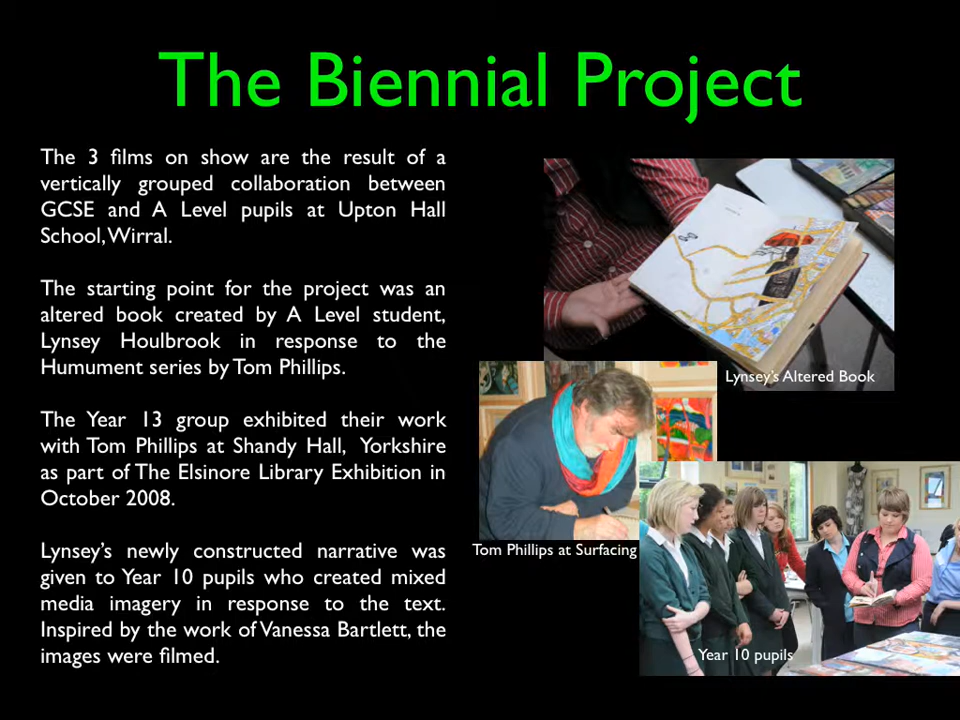 The Biennial Project
The 3 films on show are the result of a
vertically grouped collaboration between
GCSE and A Level pupils at Upton Hall
School, Wirral.
The starting point for the project was an
altered book created by A Level student,
Lynsey Houlbrook in response to the
Humument series by Tom Phillips.
The Year 13 group exhibited their work
with Tom Phillips at Shandy Hall, Yorkshire
as part of The Elsinore Library Exhibition in
October 2008.
Lynsey's newly constructed narrative was
given to Year 10 pupils who created mixed
media imagery in response to the text.
Inspired by the work of Vanessa Bartlett, the
images were filmed.
Lynsey's Altered Book
Tom Phillips at Surfacing
Year 10 pupils